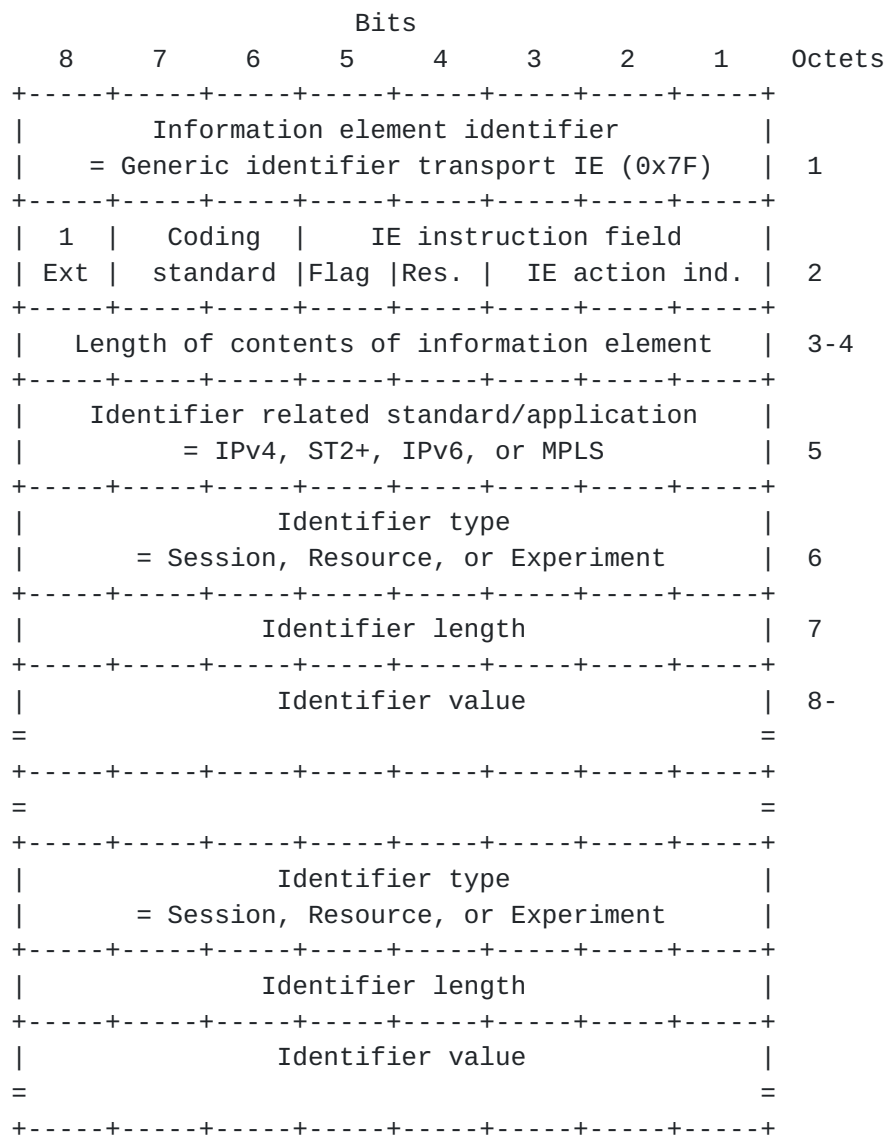 Bits
   8     7     6     5     4     3     2     1    Octets
+-----+-----+-----+-----+-----+-----+-----+-----+
|        Information element identifier         |
|    = Generic identifier transport IE (0x7F)   |  1
+-----+-----+-----+-----+-----+-----+-----+-----+
|  1  |   Coding  |    IE instruction field     |
| Ext |  standard |Flag |Res. |  IE action ind. |  2
+-----+-----+-----+-----+-----+-----+-----+-----+
|   Length of contents of information element   |  3-4
+-----+-----+-----+-----+-----+-----+-----+-----+
|    Identifier related standard/application    |
|          = IPv4, ST2+, IPv6, or MPLS          |  5
+-----+-----+-----+-----+-----+-----+-----+-----+
|                Identifier type                |
|       = Session, Resource, or Experiment      |  6
+-----+-----+-----+-----+-----+-----+-----+-----+
|               Identifier length               |  7
+-----+-----+-----+-----+-----+-----+-----+-----+
|                Identifier value               |  8-
=                                               =
+-----+-----+-----+-----+-----+-----+-----+-----+
=                                               =
+-----+-----+-----+-----+-----+-----+-----+-----+
|                Identifier type                |
|       = Session, Resource, or Experiment      |
+-----+-----+-----+-----+-----+-----+-----+-----+
|               Identifier length               |
+-----+-----+-----+-----+-----+-----+-----+-----+
|                Identifier value               |
=                                               =
+-----+-----+-----+-----+-----+-----+-----+-----+